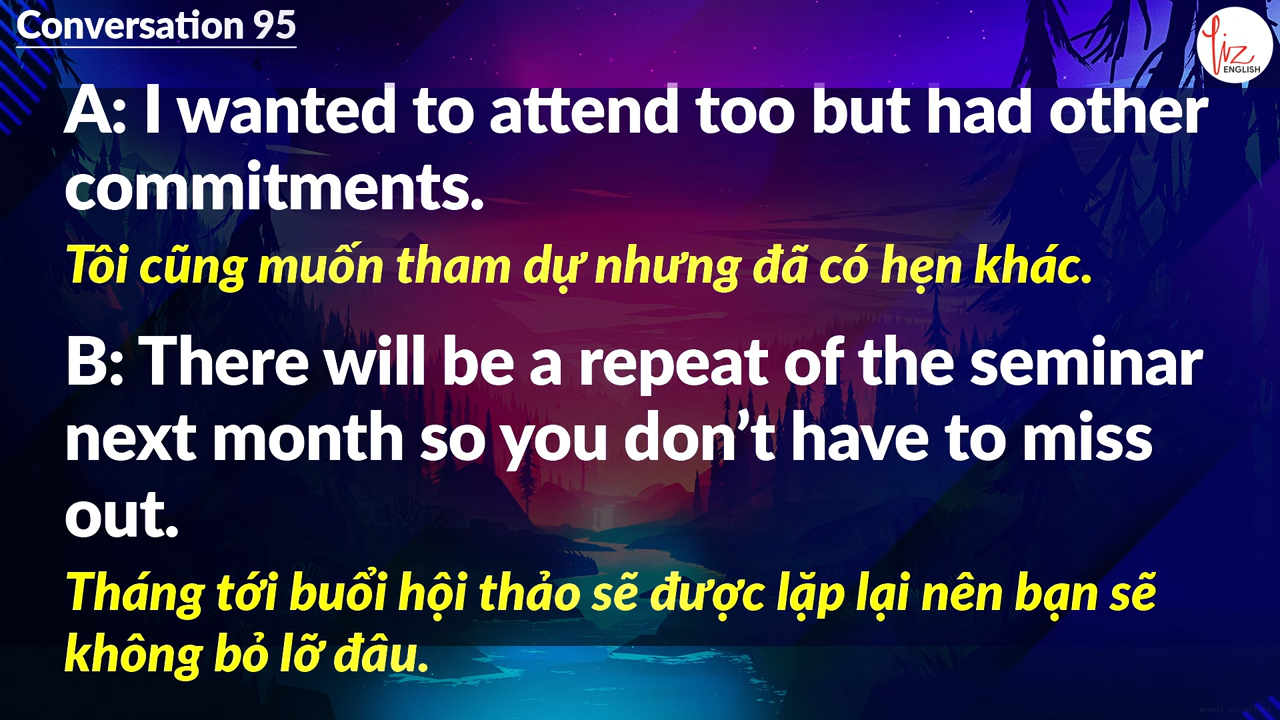 Conversation 95
Liz
ENGLISH
A: I wanted to attend too but had other
commitments.
Tôi cũng muốn tham dự nhưng đã có hẹn khác.
B: There will be a repeat of the seminar
next month so you don’t have to miss
out.
Tháng tới buổi hội thảo sẽ được lặp lại nên bạn sẽ
không bỏ lỡ đâu.